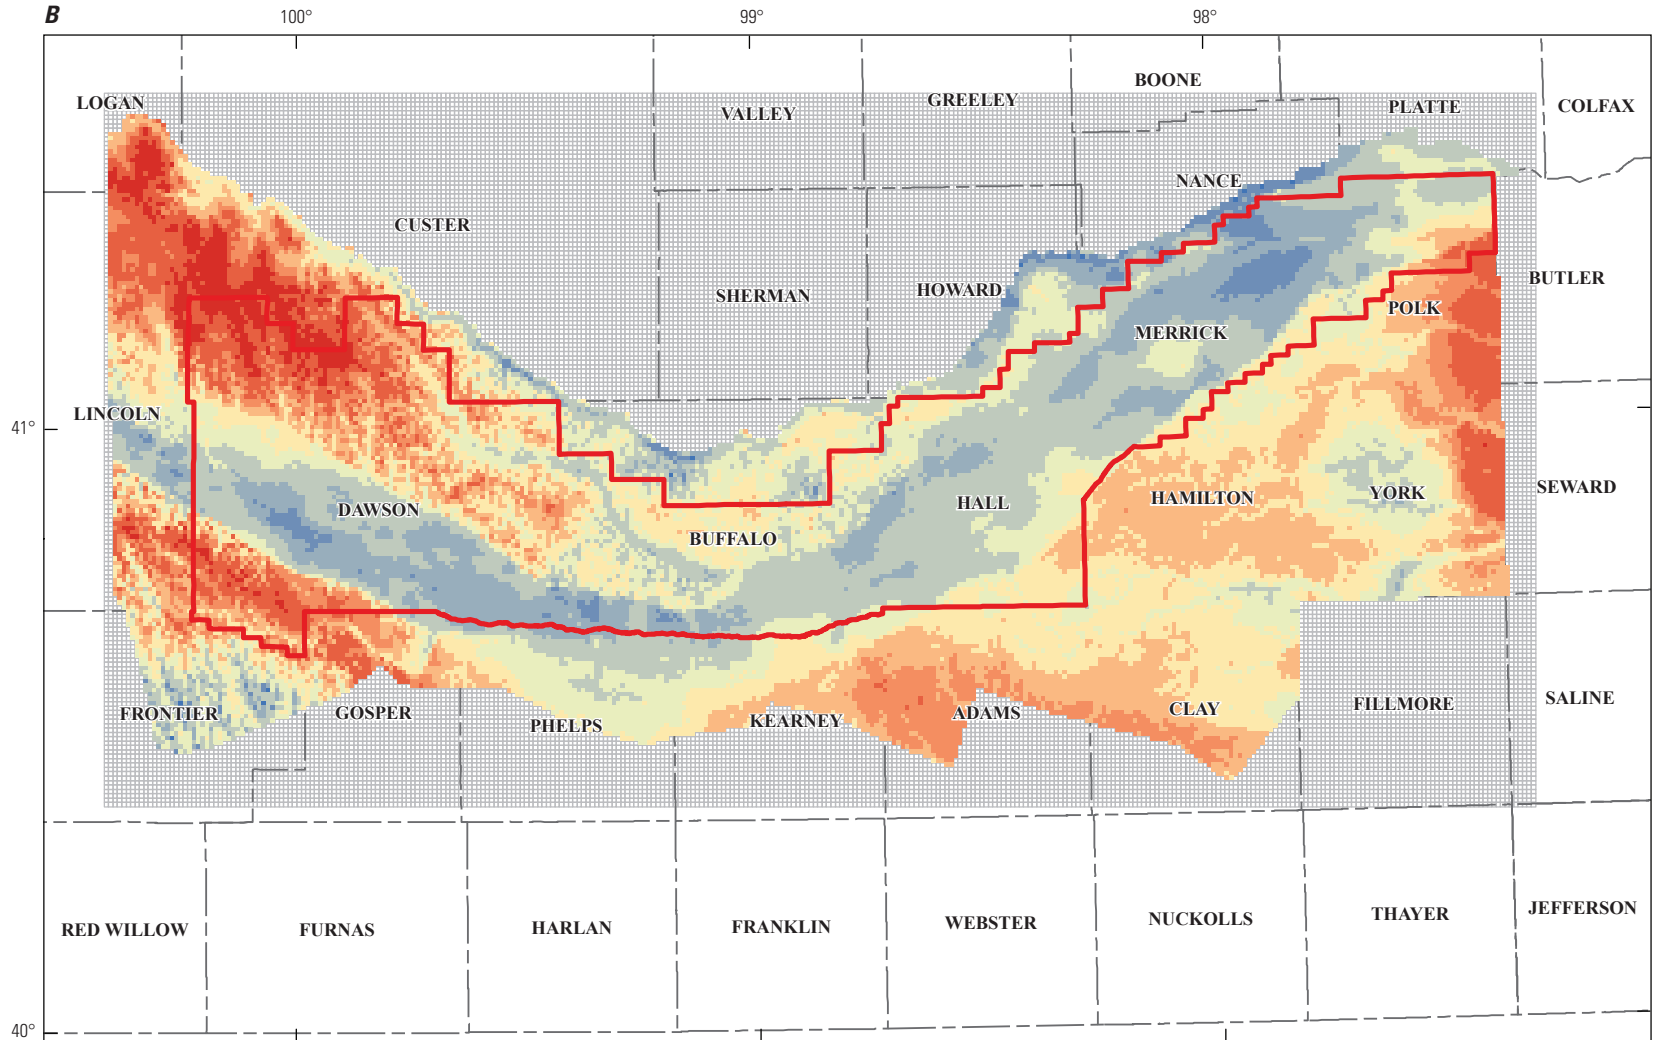 B
100°
99°
98°
LOGAN
VALLEY
GREELEY
BOONE
PLATTE
COLFAX
CUSTER
NANCE
SHERMAN
HOWARD
BUTLER
MERRICK
POLK
LINCOLN
41°
DAWSON
BUFFALO
HALL
HAMILTON
YORK
SEWARD
FRONTIER
GOSPER
PHELPS
KEARNEY
ADAMS
CLAY
FILLMORE
SALINE
RED WILLOW
FURNAS
HARLAN
FRANKLIN
WEBSTER
NUCKOLLS
THAYER
JEFFERSON
40°